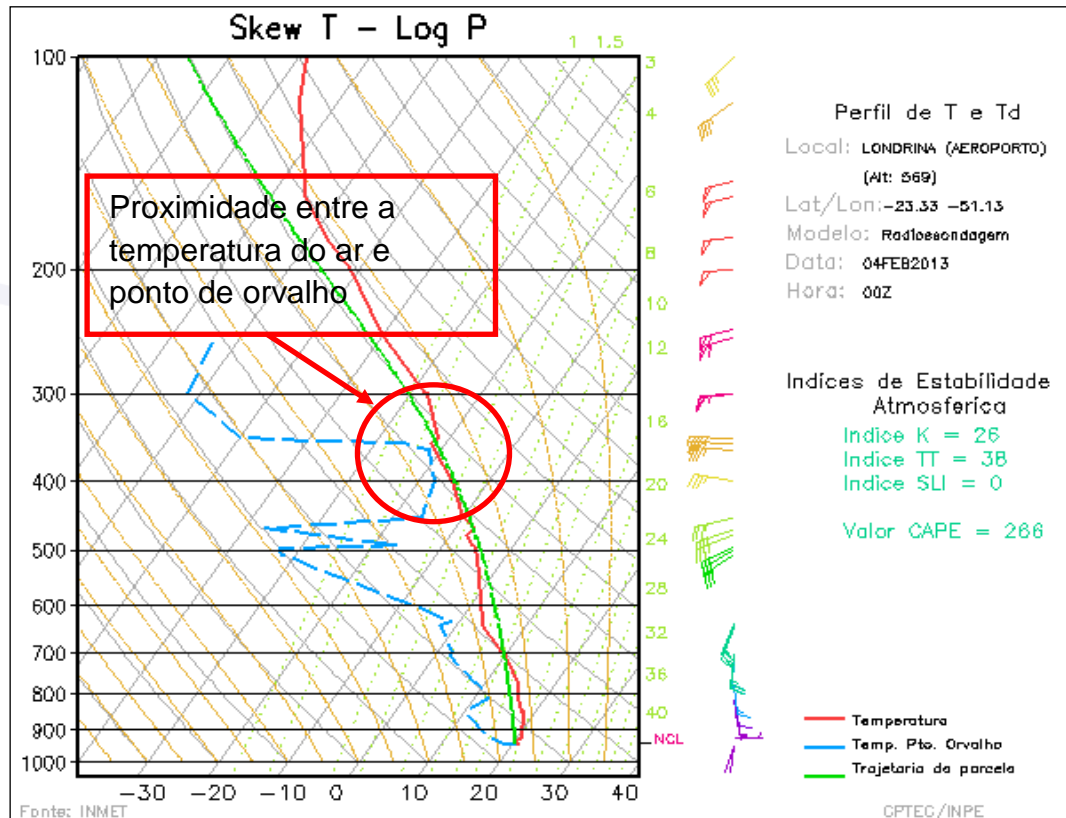 Skew T – Log P
1 1.5
100
200
300
400
500
600
700
800
900
1000
3
4
6
8
10
12
16
20
24
28
32
36
40
NCL
-30 -20 -10 0 10 20 30 40
Proximidade entre a
temperatura do ar e
ponto de orvalho
Perfil de T e Td
Local: LONDRINA (AEROPORTO)
(Alt: 569)
Lat/Lon:-23.33 -51.13
Modelo: Radiossondagem
Data: 04FEB2013
Hora: 00Z
Indices de Estabilidade
Atmosferica
Indice K = 26
Indice TT = 38
Indice SLI = 0
Valor CAPE = 266
Temperatura
Temp. Pto. Orvalho
Trajetoria da parcela
Fonte: INMET
CPTEC/INPE